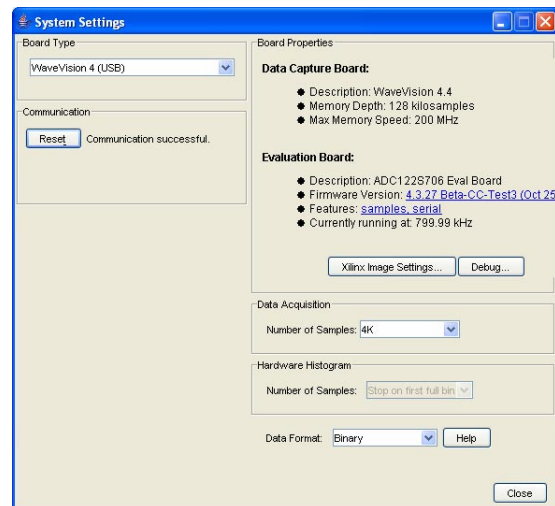 System Settings
Board Type
WaveVision 4 (USB)
Communication
Reset
Communication successful.
Board Properties
Data Capture Board:
Description: WaveVision 4.4
Memory Depth: 128 kilosamples
Max Memory Speed: 200 MHz
Evaluation Board:
Description: ADC122S706 Eval Board
Firmware Version: 4.3.27 Beta-CC-Test3 (Oct 25
Features: samples, serial
Currently running at: 799.99 kHz
Xilinx Image Settings... Debug...
Data Acquisition
Number of Samples: 4K
Hardware Histogram
Number of Samples: Stop on first full bin
Data Format: Binary Help
Close